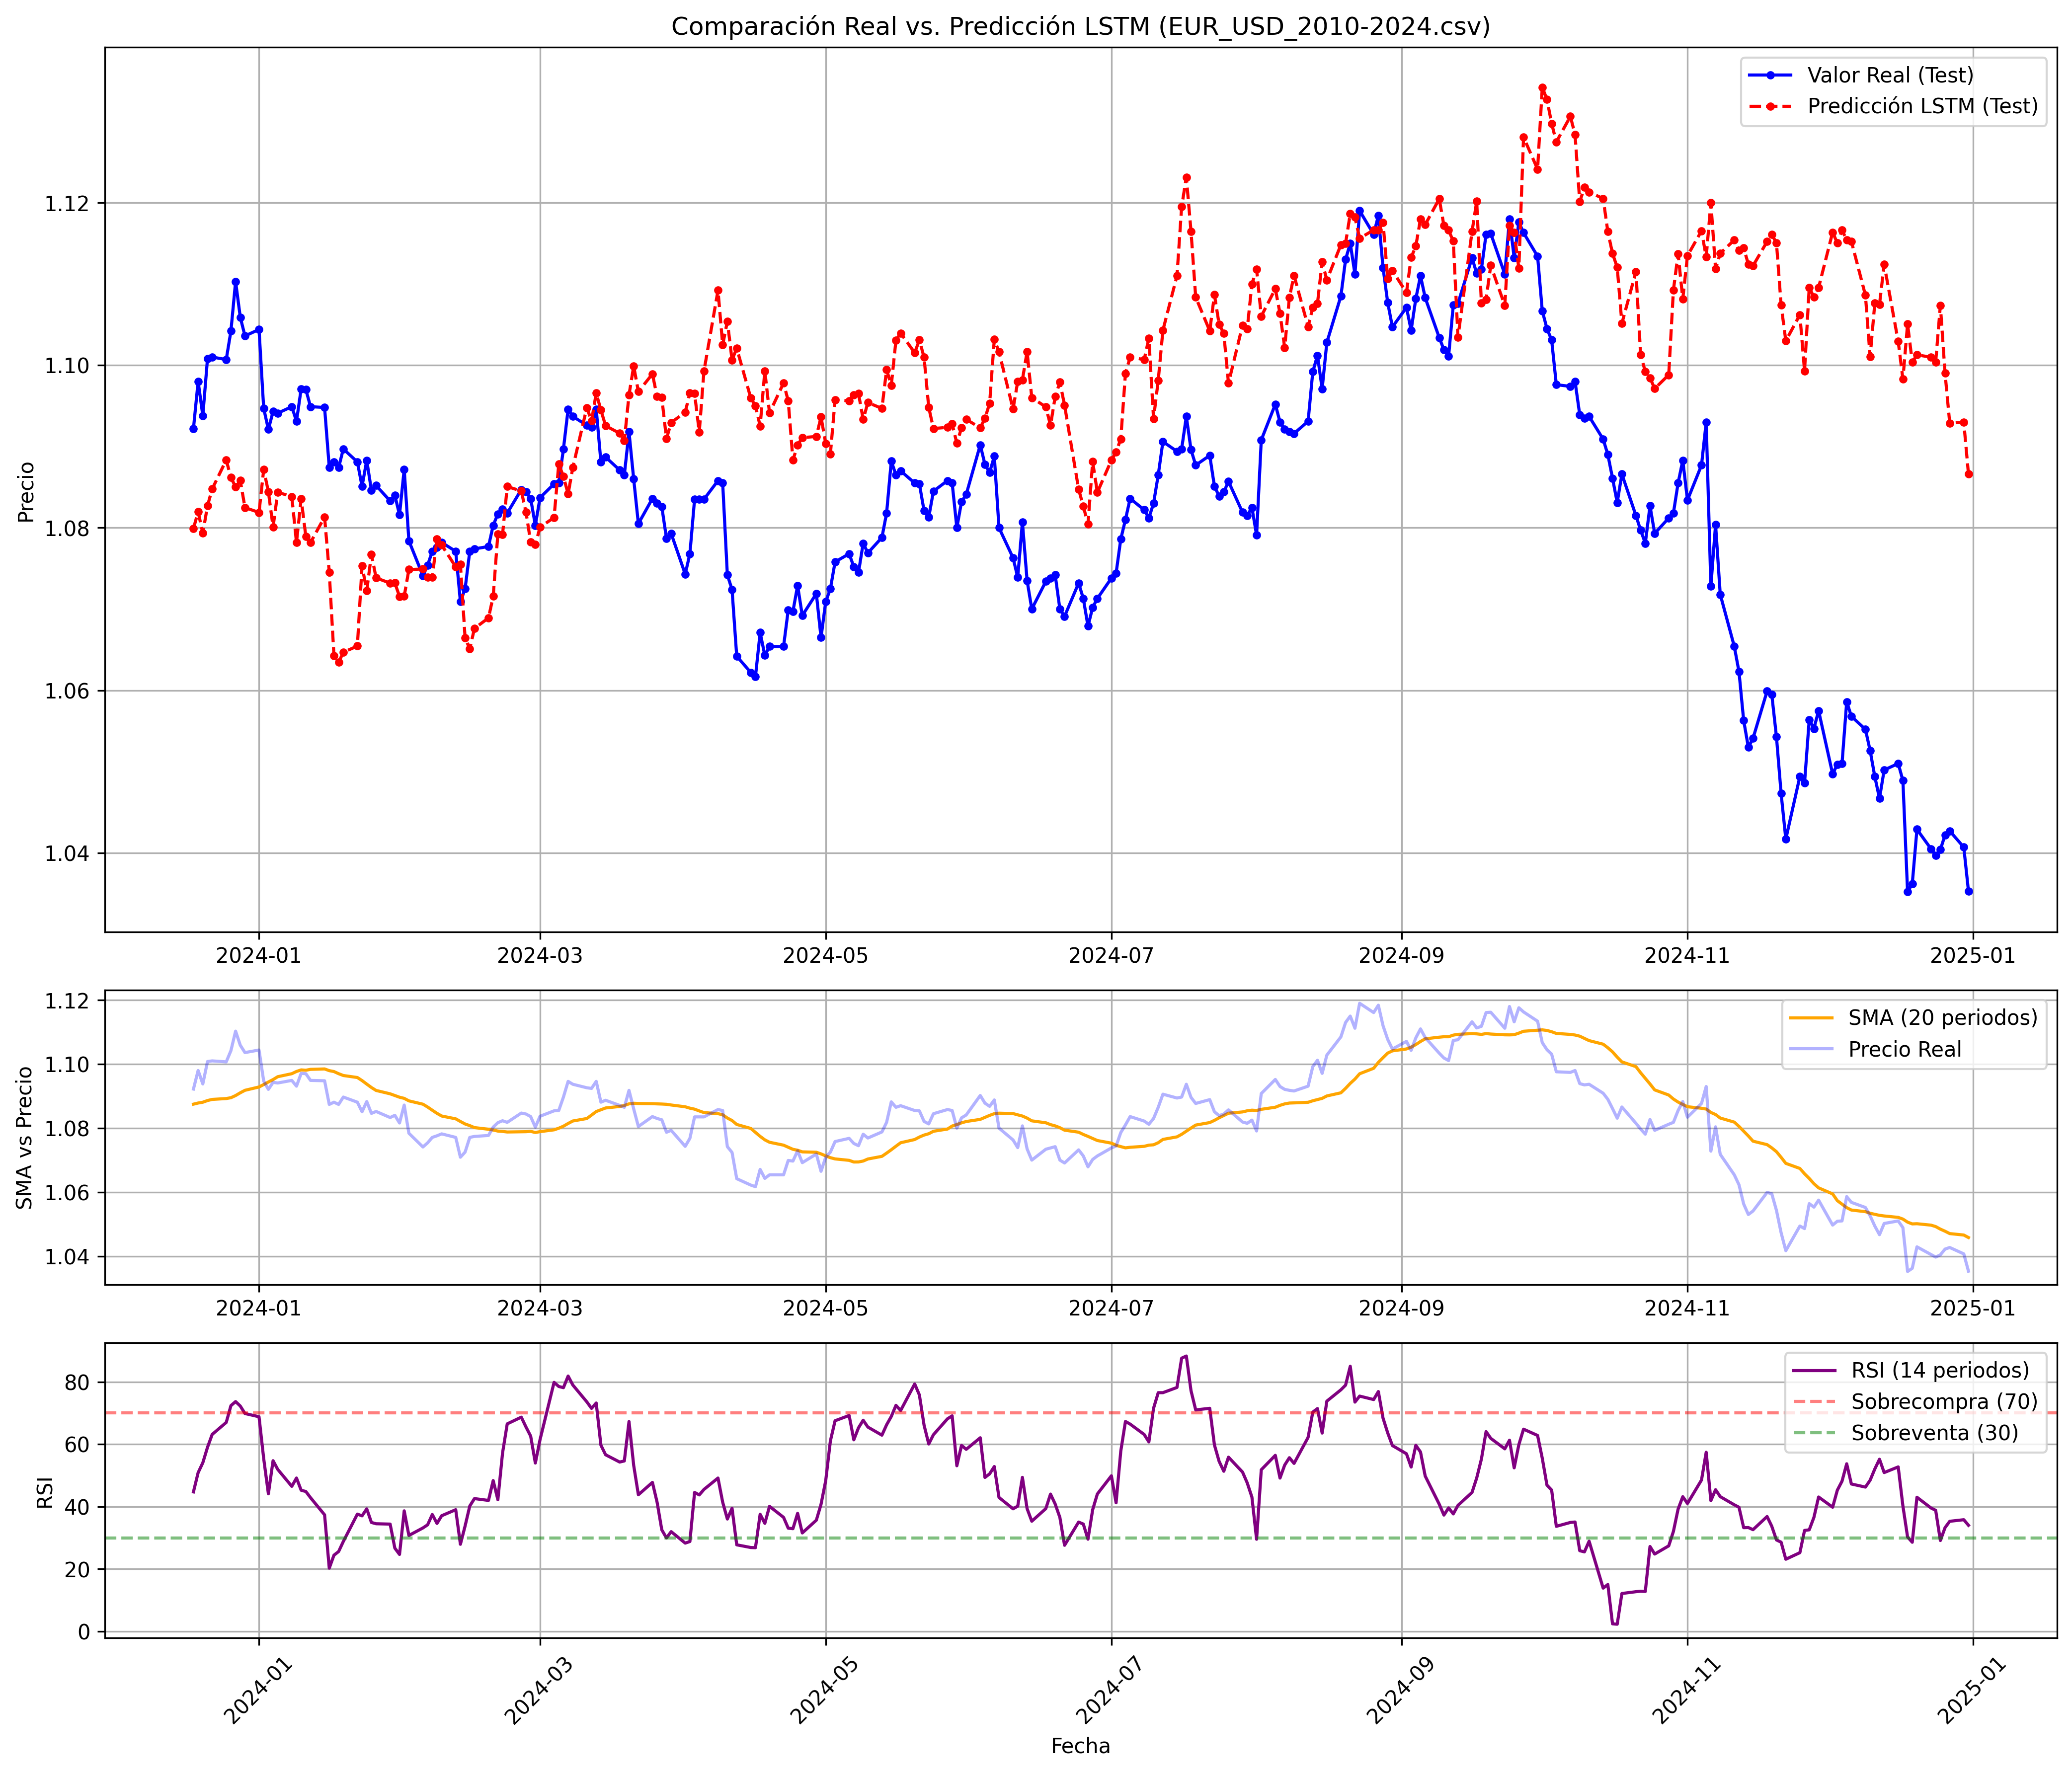 Comparación Real vs. Predicción LSTM (EUR_USD_2010-2024.csv)
Valor Real (Test)
Predicción LSTM (Test)
Precio
1.12
1.10
1.08
1.06
1.04
2024-01 2024-03 2024-05 2024-07 2024-09 2024-11 2025-01
SMA (20 periodos)
Precio Real
SMA vs Precio
1.12
1.10
1.08
1.06
1.04
2024-01 2024-03 2024-05 2024-07 2024-09 2024-11 2025-01
RSI (14 periodos)
Sobrecompra (70)
Sobreventa (30)
RSI
80
60
40
20
0
2024-01 2024-03 2024-05 2024-07 2024-09 2024-11 2025-01
Fecha